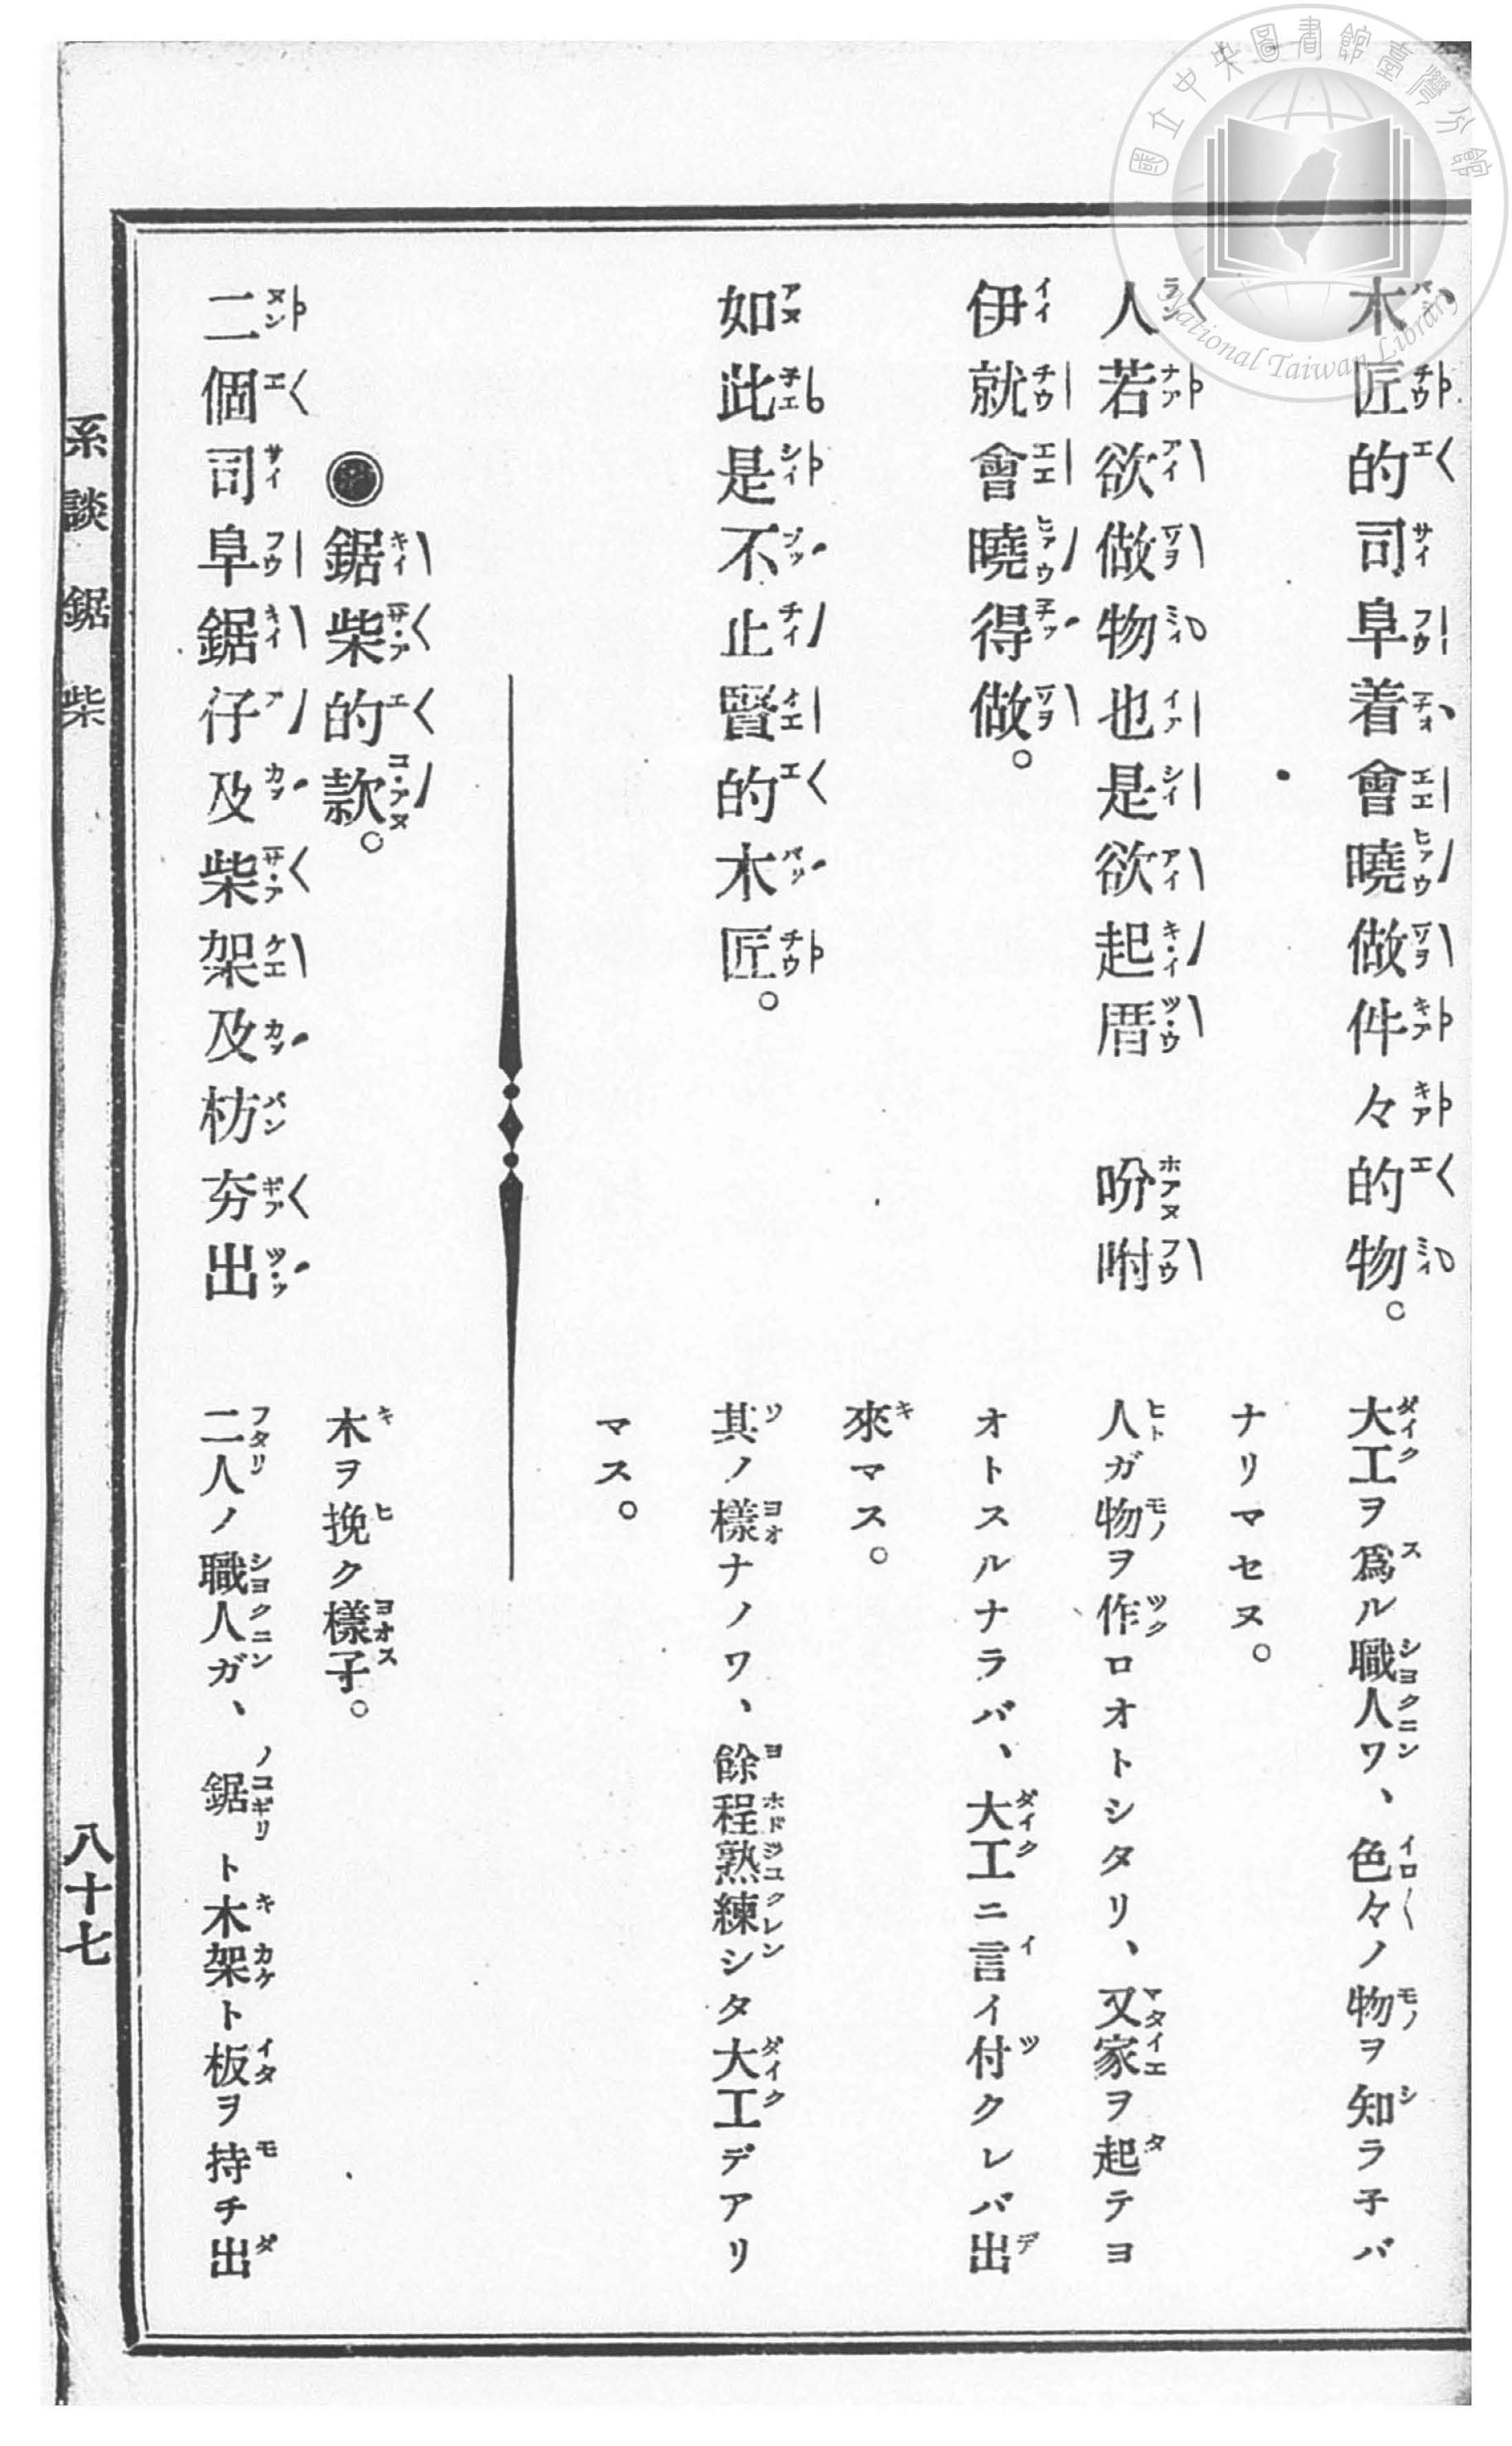 國立中央圖書館臺灣分館
National Taiwan Library
木匠的司阜着會曉做件々的物。
大工ヲ爲ル職人ワ、色々ノ物ヲ知ラ子バ
ナリマセヌ。
人若欲做物也是欲起厝 吩咐
人ガ物ヲ作ロオトシタリ、又家ヲ起テヨ
伊就會曉得做。
オトスルナラバ、大工ニ言イ付クレバ出
來マス。
如此是不止賢的木匠。
其ノ樣ナノワ、餘程熟練シタ大工デアリ
マス。
鋸柴的款。
木ヲ挽ク樣子。
二個司阜鋸仔及柴架及枋夯出
二人ノ職人ガ、鋸ト木架ト板ヲ持チ出
系談 鋸柴
八十七